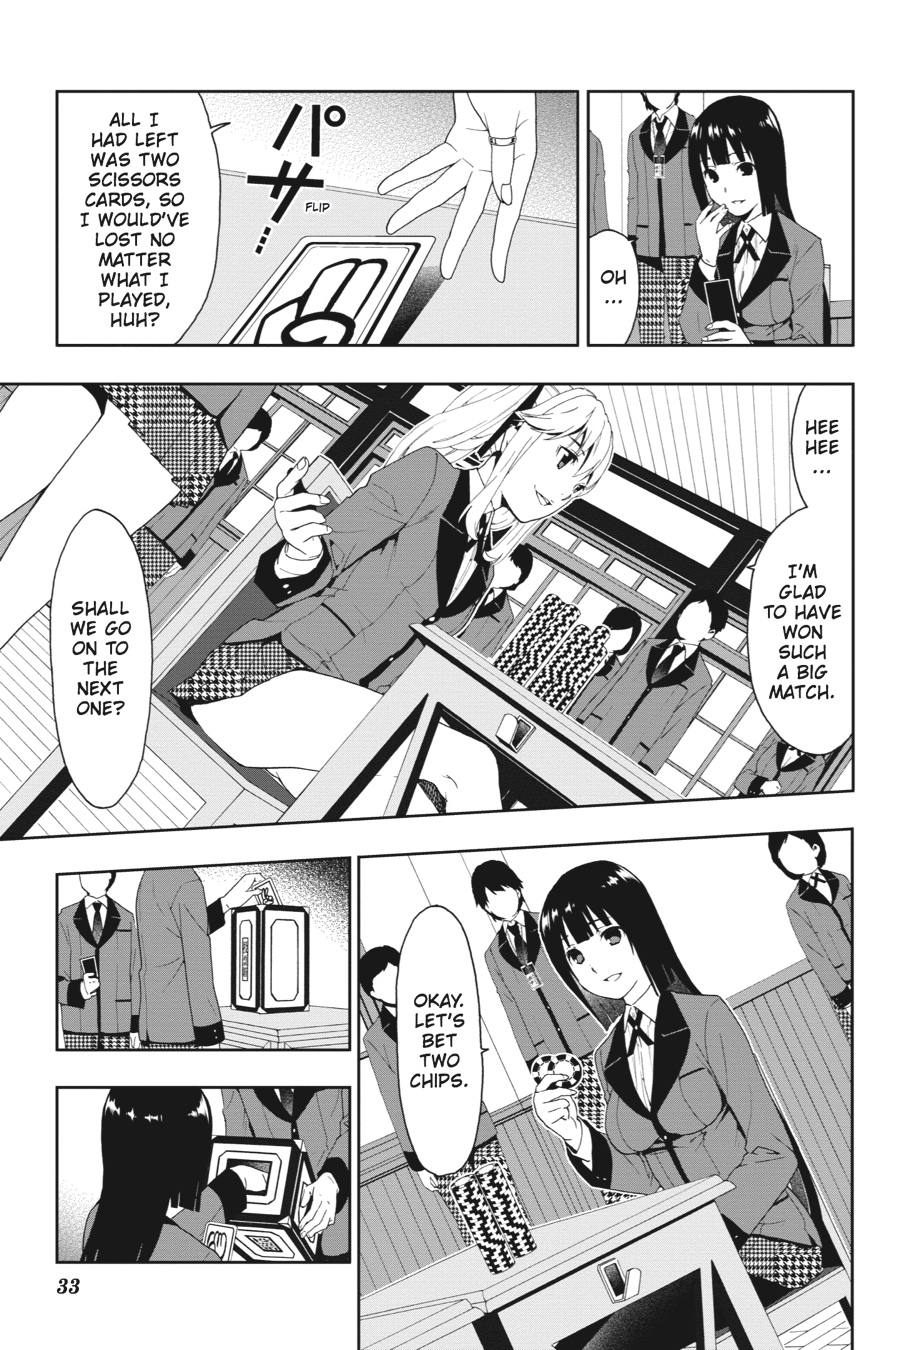 OH
...
ALL I
HAD LEFT
WAS TWO
SCISSORS
CARDS, SO
I WOULD'VE
LOST NO
MATTER
WHAT I
PLAYED,
HUH?
パサ…
FLIP
HEE
HEE
...
I'M
GLAD
TO HAVE
WON
SUCH
A BIG
MATCH.
SHALL
WE GO
ON TO
THE
NEXT
ONE?
OKAY.
LET'S
BET
TWO
CHIPS.
33